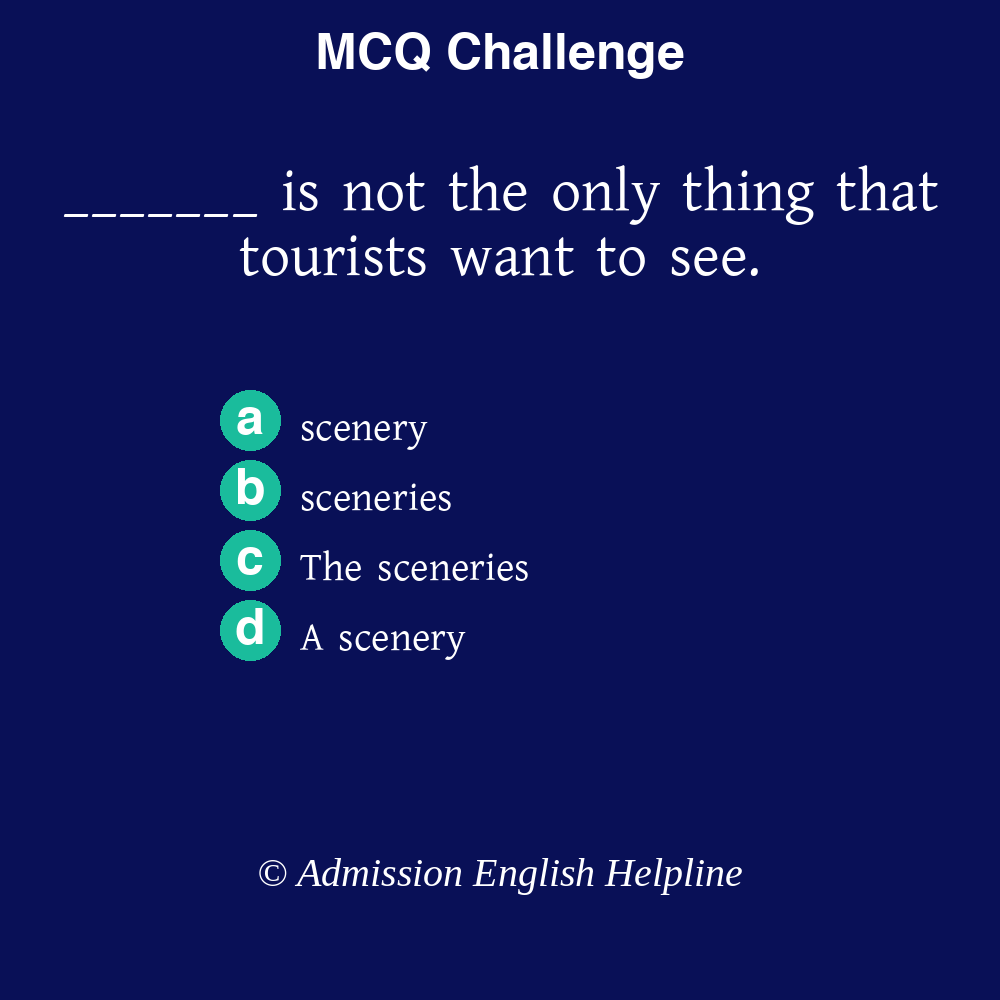 MCQ Challenge
_______ is not the only thing that
tourists want to see.
a scenery
b sceneries
c The sceneries
d A scenery
© Admission English Helpline